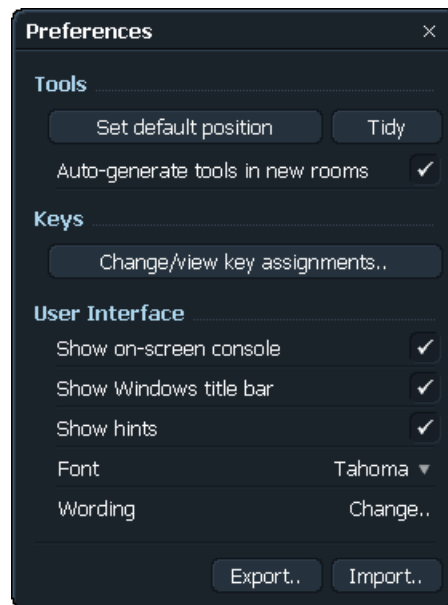 Preferences ×
Tools
Set default position Tidy
Auto-generate tools in new rooms
Keys
Change/view key assignments..
User Interface
Show on-screen console
Show Windows title bar
Show hints
Font Tahoma
Wording Change..
Export.. Import..